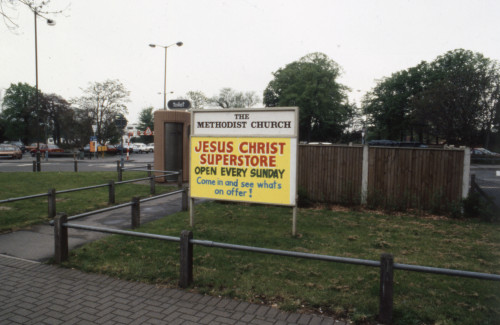 THE
METHODIST CHURCH
JESUS CHRIST
SUPERSTORE
OPEN EVERY SUNDAY
Come in and see what's
on offer!